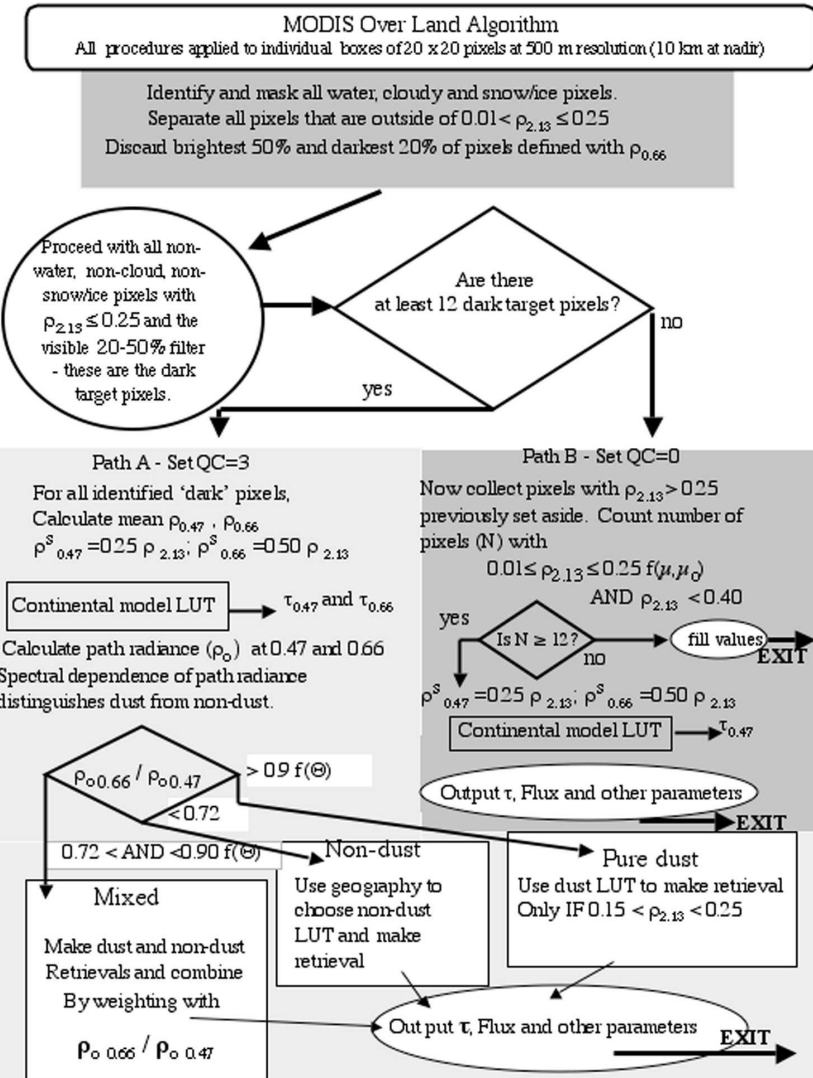 MODIS Over Land Algorithm
All procedures applied to individual boxes of 20 x 20 pixels at 500 m resolution (10 km at nadir)
Identify and mask all water, cloudy and snow/ice pixels.
Separate all pixels that are outside of 0.01< ρ2.13 ≤ 0.25
Discard brightest 50% and darkest 20% of pixels defined with ρ0.66
Proceed with all non-
water, non-cloud, non-
snow/ice pixels with
ρ2.13 ≤ 0.25 and the
visible 20-50% filter
- these are the dark
target pixels.
Are there
at least 12 dark target pixels?
no
yes
Path A - Set QC=3
For all identified ‘dark’ pixels,
Calculate mean ρ0.47 , ρ0.66
ρS0.47 =0.25 ρ2.13; ρS0.66 =0.50 ρ2.13
Continental model LUT
τ0.47 and τ0.66
Calculate path radiance (ρo) at 0.47 and 0.66
Spectral dependence of path radiance
distinguishes dust from non-dust.
ρo0.66 / ρo0.47
> 0.9 f(Θ)
< 0.72
0.72 < AND <0.90 f(Θ)
Path B - Set QC=0
Now collect pixels with ρ2.13 > 0.25
previously set aside. Count number of
pixels (N) with
0.01≤ ρ2.13 ≤ 0.25 f(μ,μo)
AND ρ2.13 < 0.40
yes
Is N ≥ 12?
no
fill values
EXIT
ρS0.47 =0.25 ρ2.13; ρS0.66 =0.50 ρ2.13
Continental model LUT
τ0.47
Output τ, Flux and other parameters
EXIT
Mixed
Make dust and non-dust
Retrievals and combine
By weighting with
ρo 0.66 / ρo 0.47
Non-dust
Use geography to
choose non-dust
LUT and make
retrieval
Pure dust
Use dust LUT to make retrieval
Only IF 0.15 < ρ2.13 < 0.25
Output τ, Flux and other parameters
EXIT